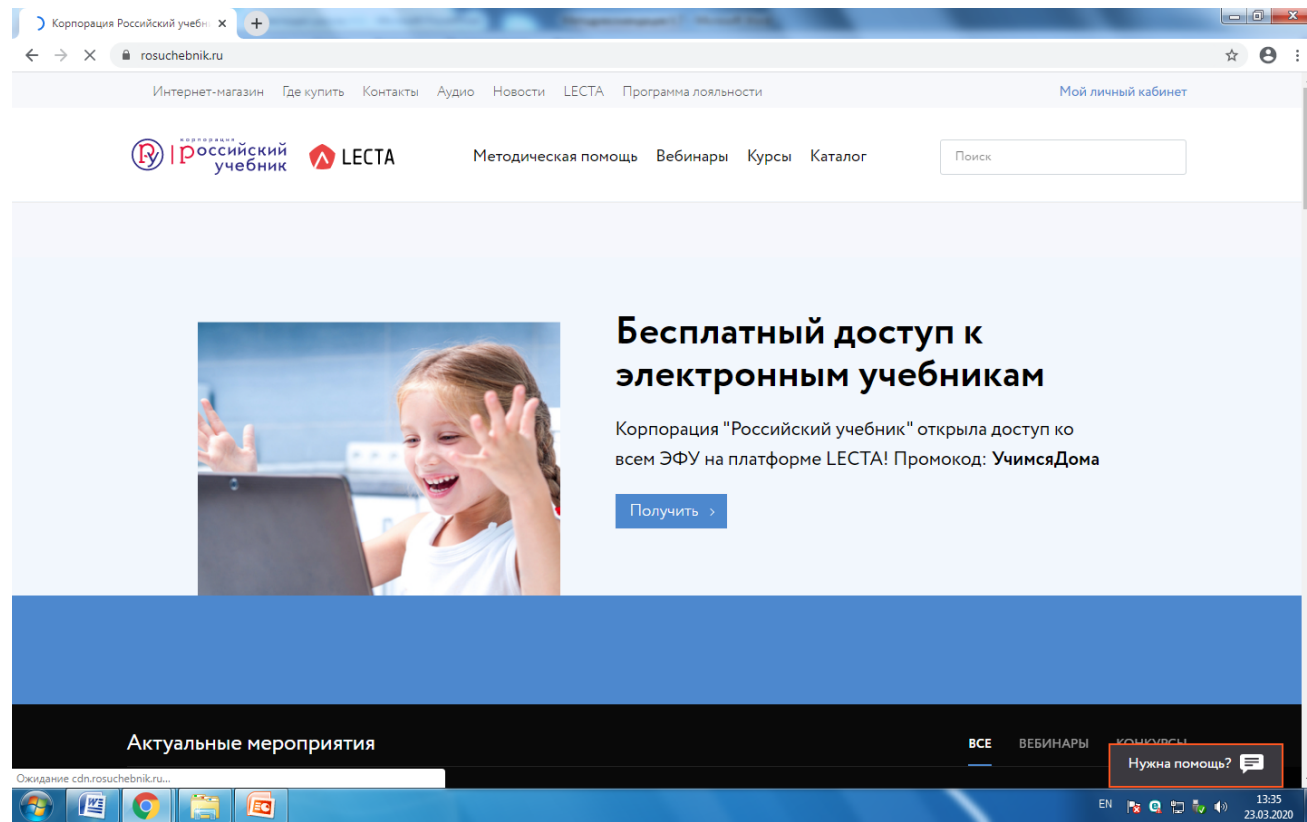 Корпорация Российский учебн
rosuchebnik.ru
Интернет-магазин Где купить Контакты Аудио Новости LECTA Программа лояльности Мой личный кабинет
корпорация
российский
учебник
LECTA
Методическая помощь Вебинары Курсы Каталог
Поиск
Бесплатный доступ к
электронным учебникам
Корпорация "Российский учебник" открыла доступ ко
всем ЭФУ на платформе LECTA! Промокод: УчимсяДома
Получить ›
Актуальные мероприятия
ВСЕ ВЕБИНАРЫ КОНКУРСЫ
Нужна помощь?
Ожидание cdn.rosuchebnik.ru...
EN
13:35
23.03.2020